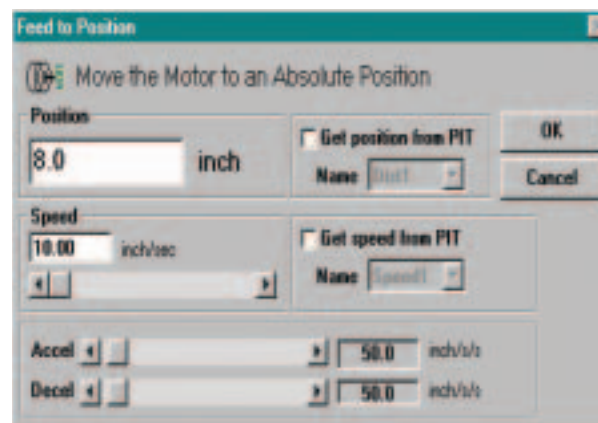 Feed to Position
Move the Motor to an Absolute Position
Position
8.0 inch
Get position from PIT
Name Dist1
OK
Cancel
Speed
10.00 inch/sec
Get speed from PIT
Name Speed1
Accel 50.0 inch/s/s
Decel 50.0 inch/s/s